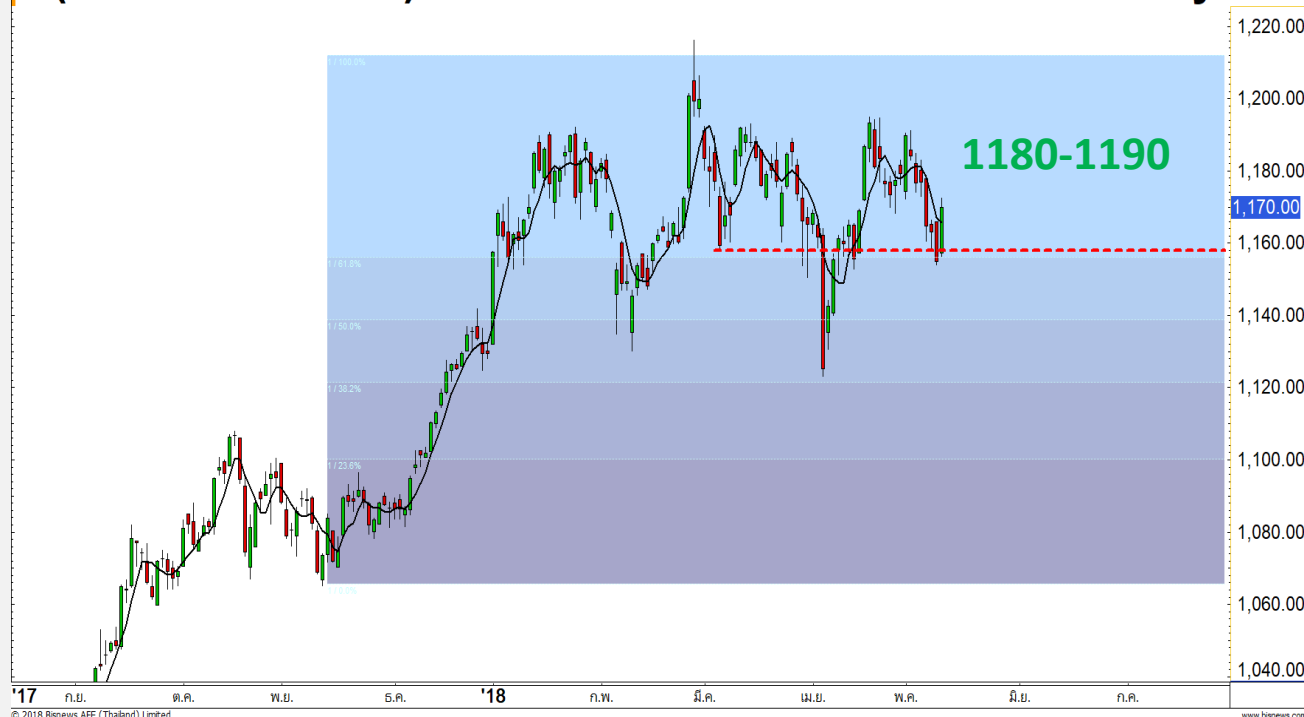 1,220.00
1 / 100.0%
1,200.00
1180-1190
1,180.00
1,170.00
1,160.00
1 / 61.8%
1,140.00
1 / 50.0%
1,120.00
1 / 38.2%
1,100.00
1 / 23.6%
1,080.00
1,060.00
1,040.00
'17 ก.ย. ต.ค. พ.ย. ธ.ค. '18 ก.พ. มี.ค. เม.ย. พ.ค. มิ.ย. ก.ค.
© 2018 Bisnews AFE (Thailand) Limited www.bisnews.com